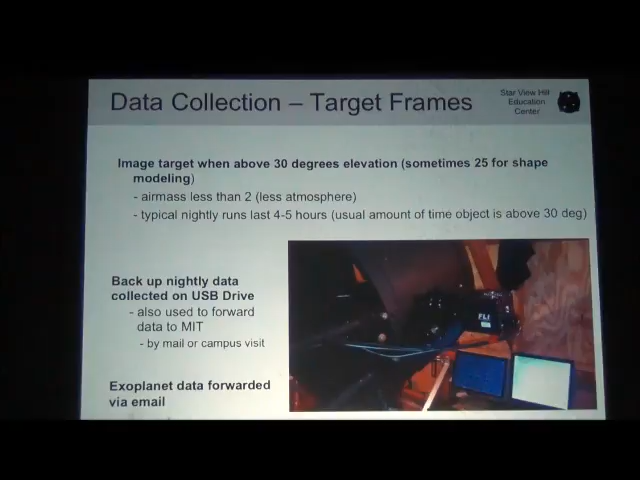 Data Collection – Target Frames
Star View Hill
Education
Center
Image target when above 30 degrees elevation (sometimes 25 for shape
modeling)
- airmass less than 2 (less atmosphere)
- typical nightly runs last 4-5 hours (usual amount of time object is above 30 deg)
Back up nightly data
collected on USB Drive
- also used to forward
data to MIT
- by mail or campus visit
FLI
Exoplanet data forwarded
via email